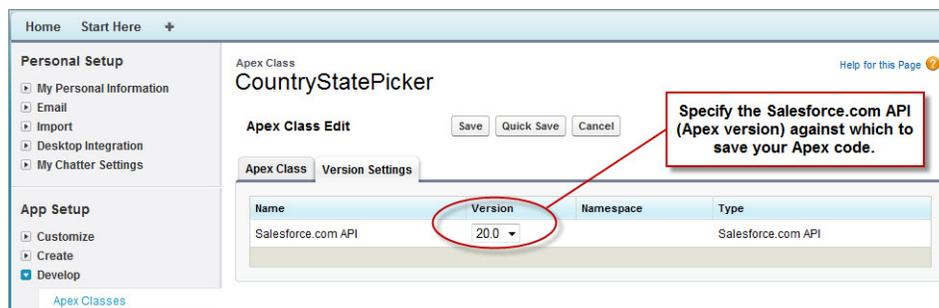 Home Start Here +
Personal Setup
My Personal Information
Email
Import
Desktop Integration
My Chatter Settings
App Setup
Customize
Create
Develop
Apex Classes
Apex Class
CountryStatePicker
Help for this Page ?
Apex Class Edit Save Quick Save Cancel
Specify the Salesforce.com API
(Apex version) against which to
save your Apex code.
Apex Class Version Settings
Name Version Namespace Type
Salesforce.com API 20.0 Salesforce.com API